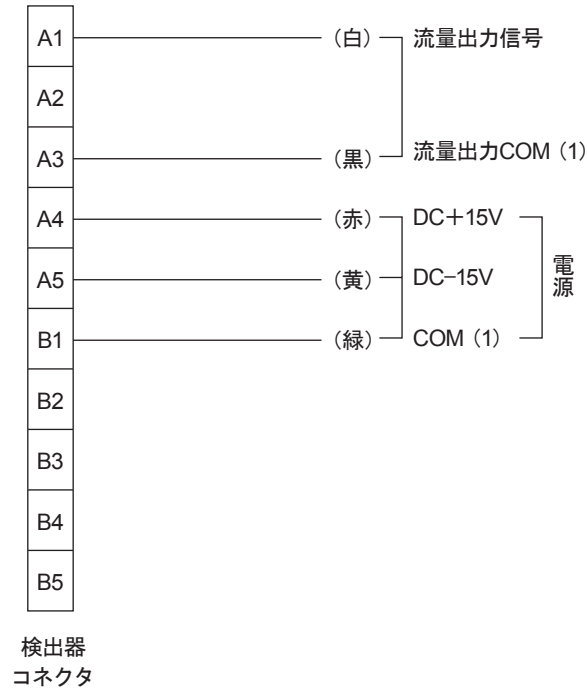 A1 (白) 流量出力信号
A2
A3 (黒) 流量出力COM (1)
A4 (赤) DC+15V
A5 (黄) DC−15V
電源
B1 (緑) COM (1)
B2
B3
B4
B5
検出器
コネクタ